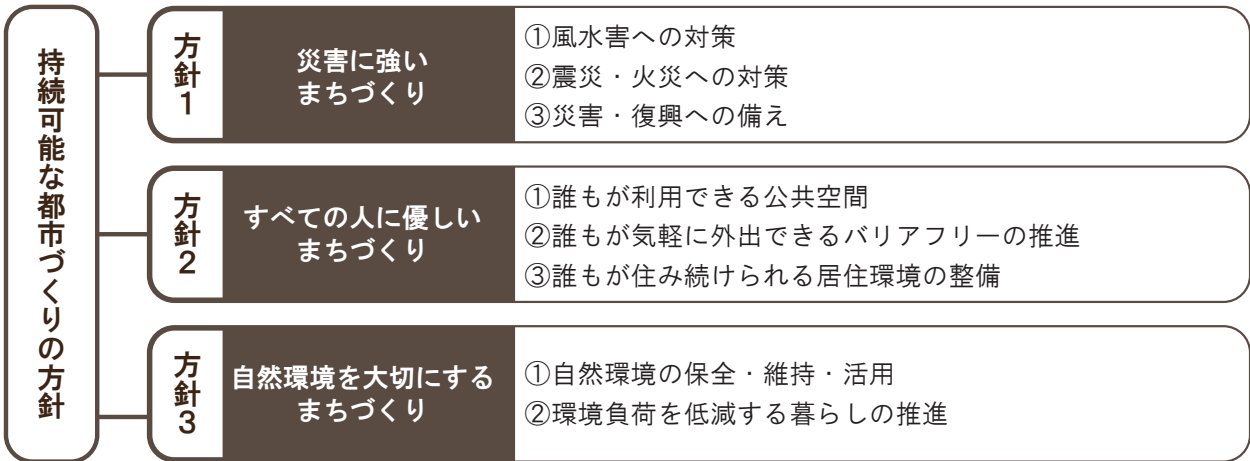 持続可能な都市づくりの方針
方針1
災害に強い
まちづくり
①風水害への対策
②震災・火災への対策
③災害・復興への備え
方針2
すべての人に優しい
まちづくり
①誰もが利用できる公共空間
②誰もが気軽に外出できるバリアフリーの推進
③誰もが住み続けられる居住環境の整備
方針3
自然環境を大切にする
まちづくり
①自然環境の保全・維持・活用
②環境負荷を低減する暮らしの推進